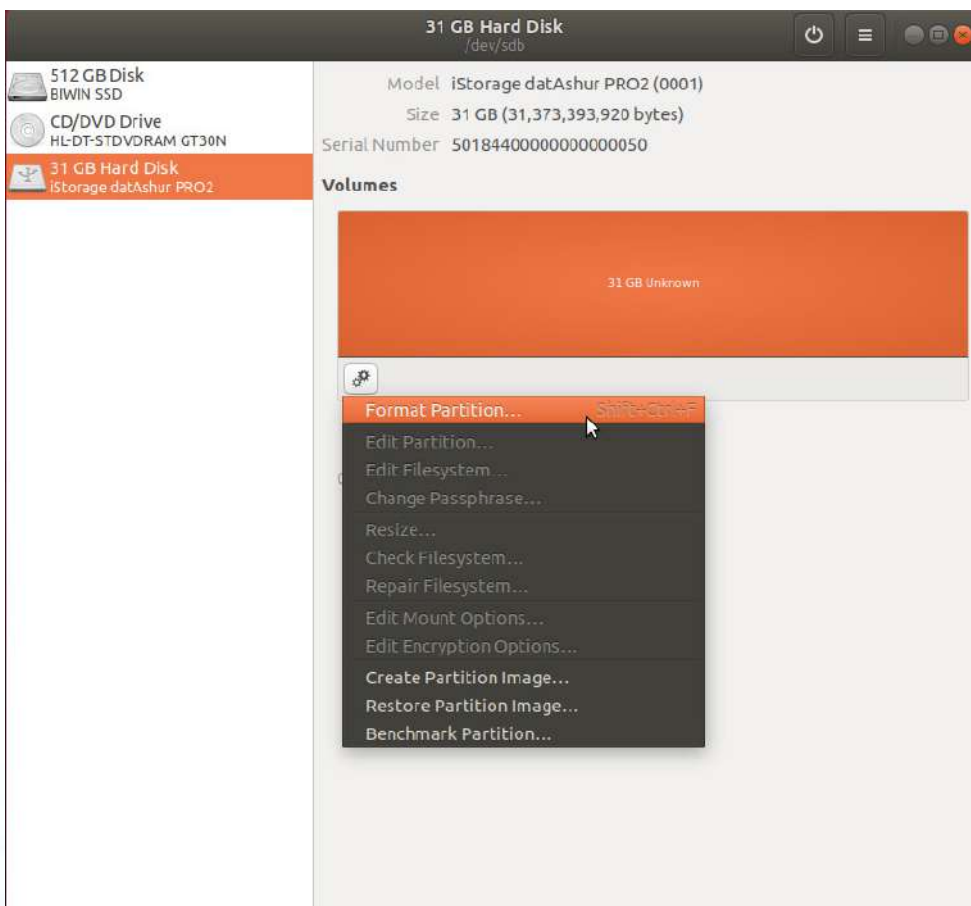 31 GB Hard Disk
/dev/sdb
512 GB Disk
BIWIN SSD
CD/DVD Drive
HL-DT-STDVDRAM GT30N
31 GB Hard Disk
iStorage datAshur PRO2
Model iStorage datAshur PRO2 (0001)
Size 31 GB (31,373,393,920 bytes)
Serial Number 50184400000000000050
Volumes
31 GB Unknown
Format Partition... Shift+Ctrl+F
Edit Partition...
Edit Filesystem...
Change Passphrase...
Resize...
Check Filesystem...
Repair Filesystem...
Edit Mount Options...
Edit Encryption Options...
Create Partition Image...
Restore Partition Image...
Benchmark Partition...